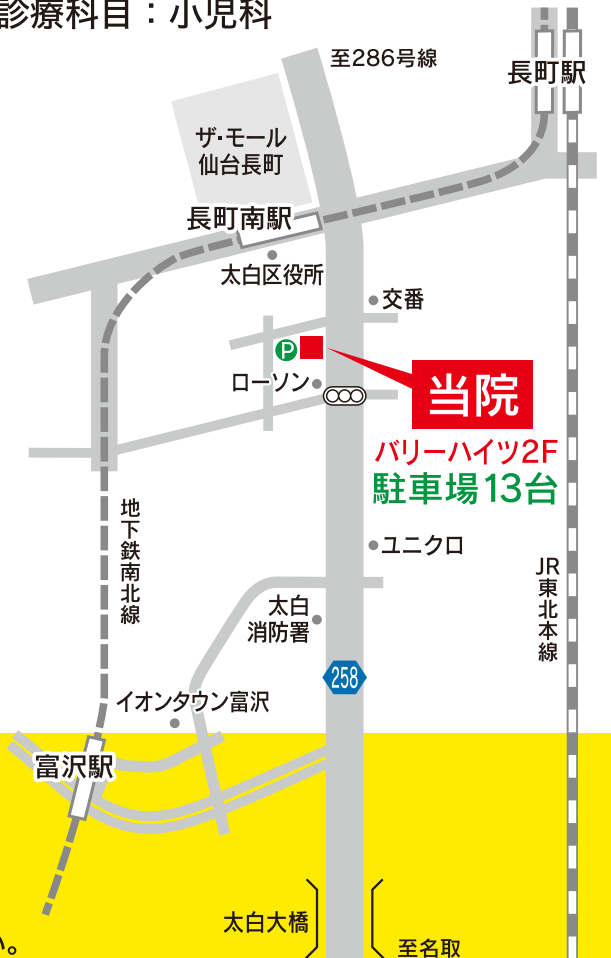 診療科目：小児科
至286号線
長町駅
ザ・モール
仙台長町
長町南駅
太白区役所
交番
P
ローソン
当院
バリーハイツ2F
駐車場13台
地下鉄南北線
ユニクロ
JR東北本線
太白
消防署
258
イオンタウン富沢
富沢駅
太白大橋
至名取
い。